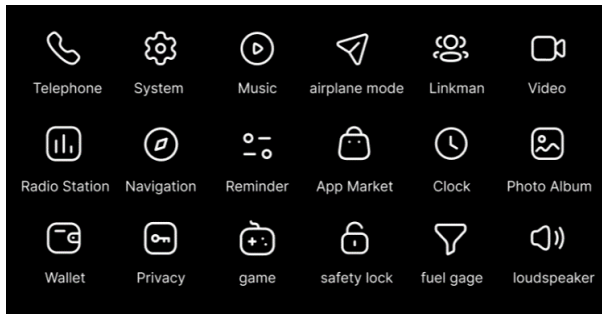 Telephone System Music airplane mode Linkman Video
Radio Station Navigation Reminder App Market Clock Photo Album
Wallet Privacy game safety lock fuel gage loudspeaker